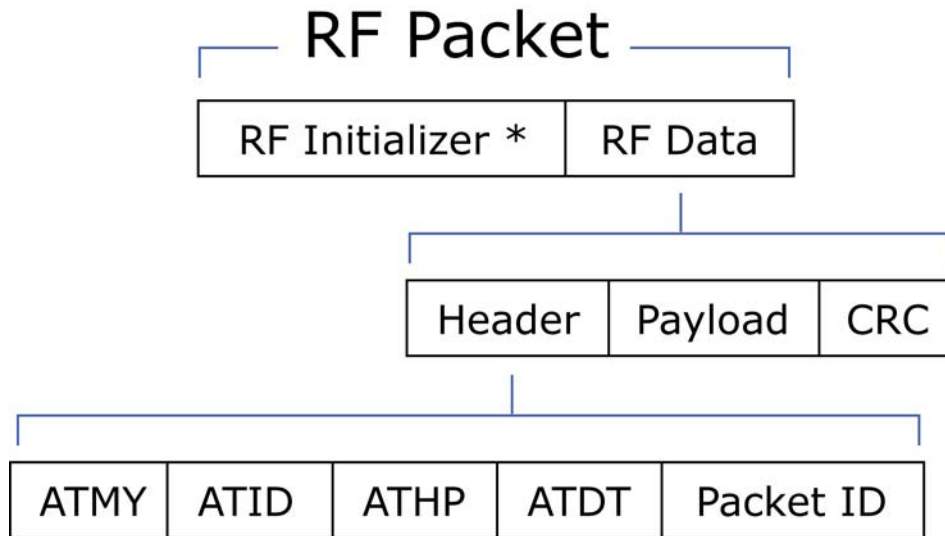 RF Packet
RF Initializer * RF Data
Header Payload CRC
ATMY ATID ATHP ATDT Packet ID